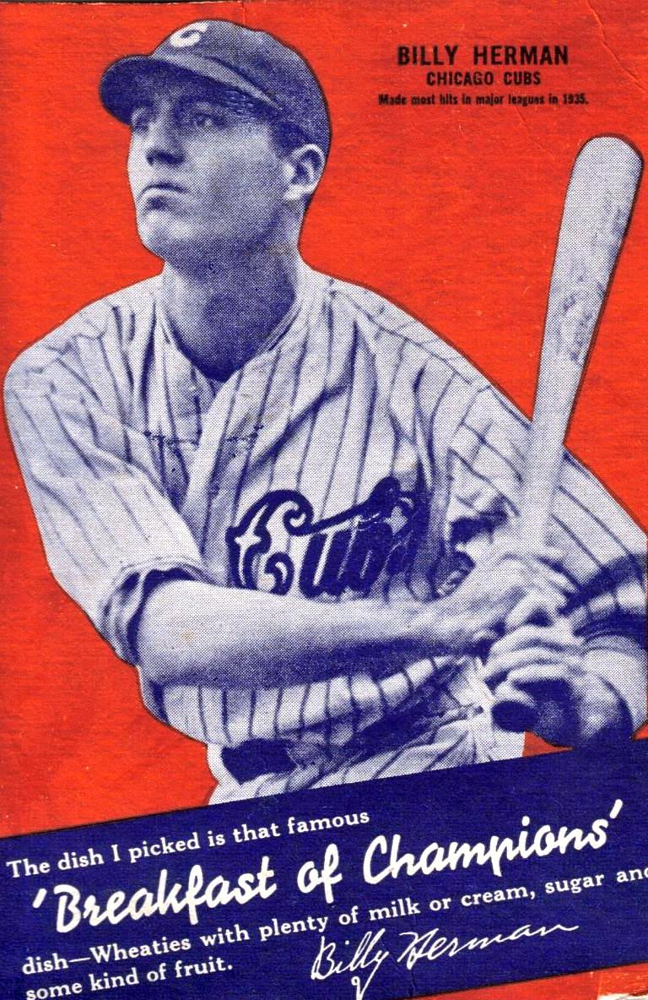 C
BILLY HERMAN
CHICAGO CUBS
Made most hits in major leagues in 1935.
Cubs
The dish I picked is that famous
'Breakfast of Champions'
dish—Wheaties with plenty of milk or cream, sugar and
some kind of fruit.
Billy Herman